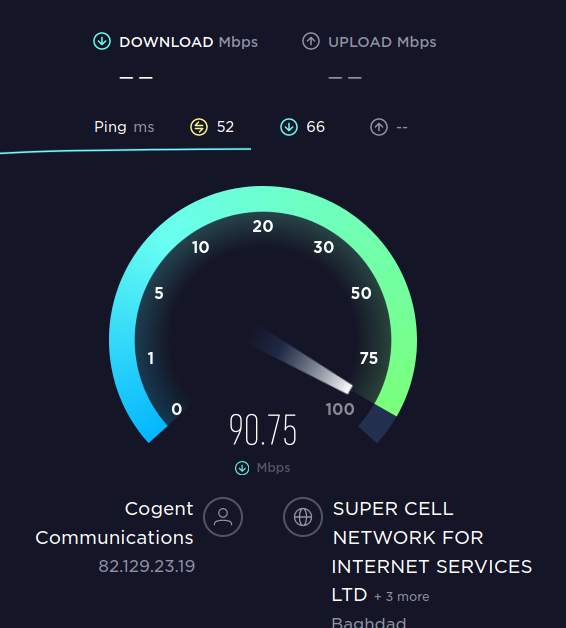 DOWNLOAD Mbps
UPLOAD Mbps
— —
— —
Ping ms
52
66
--
20
10
30
5
50
1
75
0
100
90.75
Mbps
Cogent
Communications
82.129.23.19
SUPER CELL
NETWORK FOR
INTERNET SERVICES
LTD + 3 more
Baghdad